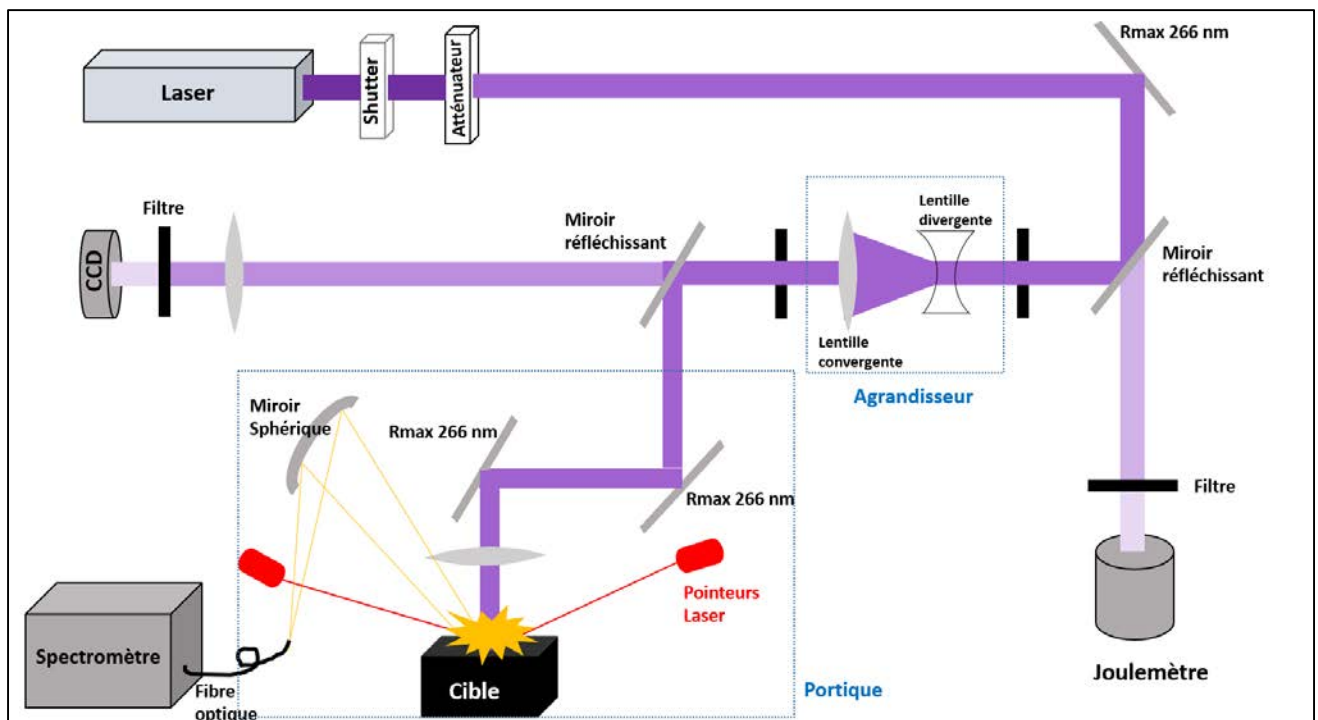 Rmax 266 nm
Laser
Shutter
Atténuateur
Filtre
CCD
Miroir
réfléchissant
Lentille
divergente
Lentille
convergente
Miroir
réfléchissant
Agrandisseur
Miroir
Sphérique
Rmax 266 nm
Rmax 266 nm
Filtre
Pointeurs
Laser
Spectromètre
Fibre
optique
Cible
Portique
Joulemètre